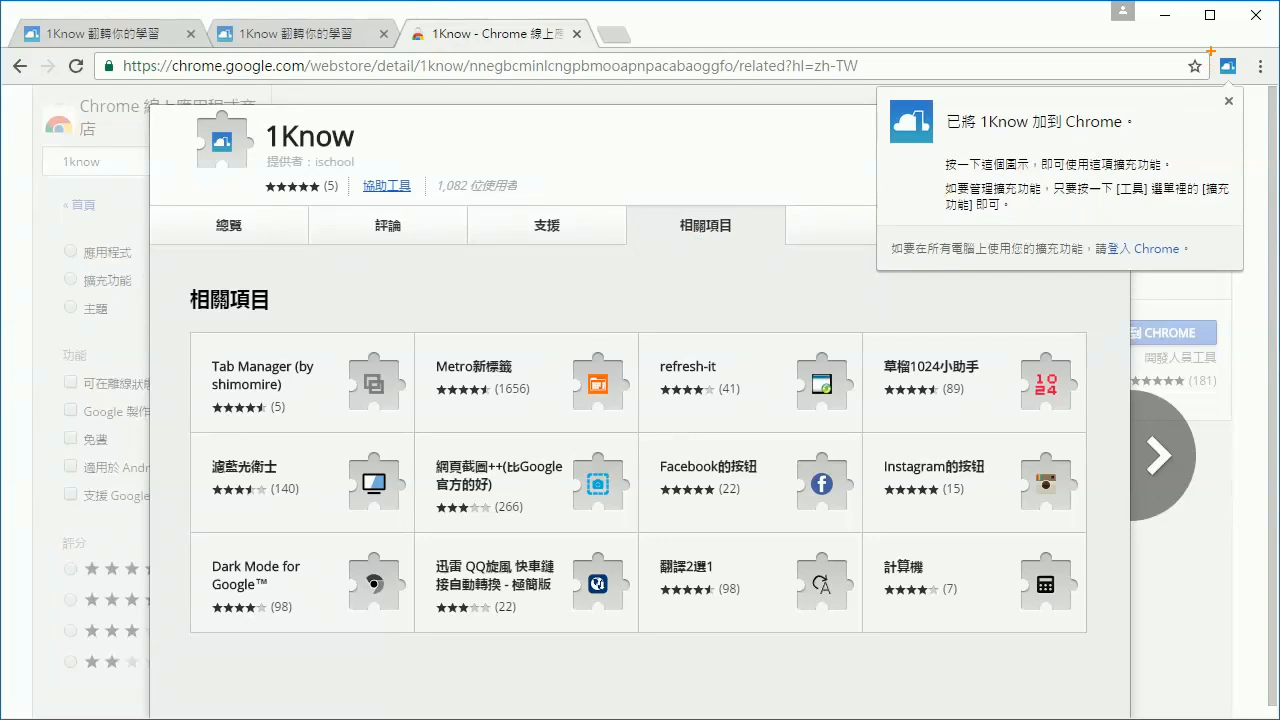 1Know 翻轉你的學習
1Know 翻轉你的學習
1Know - Chrome 線上應
https://chrome.google.com/webstore/detail/1know/nneglcminlcngpbmooapnpacabaoggfo/related?hl=zh-TW
Chrome 線上應用程式商
店
1know
« 首頁
應用程式
擴充功能
主題
功能
可在離線狀態
Google 製作
免費
適用於 Andr
支援 Google
評分
1Know
提供者：ischool
(5)
協助工具
1,082 位使用者
總覽
評論
支援
相關項目
已將 1Know 加到 Chrome。
按一下這個圖示，即可使用這項擴充功能。
如要管理擴充功能，只要按一下 [工具] 選單裡的 [擴充
功能] 即可。
如要在所有電腦上使用您的擴充功能，請登入 Chrome。
到 CHROME
開發人員工具
(181)
相關項目
Tab Manager (by
shimomire)
(5)
Metro新標籤
(1656)
refresh-it
(41)
草榴1024小助手
(89)
10
24
濾藍光衛士
(140)
網頁截圖++(比Google
官方的好)
(266)
Facebook的按钮
(22)
Instagram的按钮
(15)
Dark Mode for
Google™
(98)
迅雷 QQ旋風 快車鏈
接自動轉換 - 極簡版
(22)
翻譯2選1
(98)
計算機
(7)